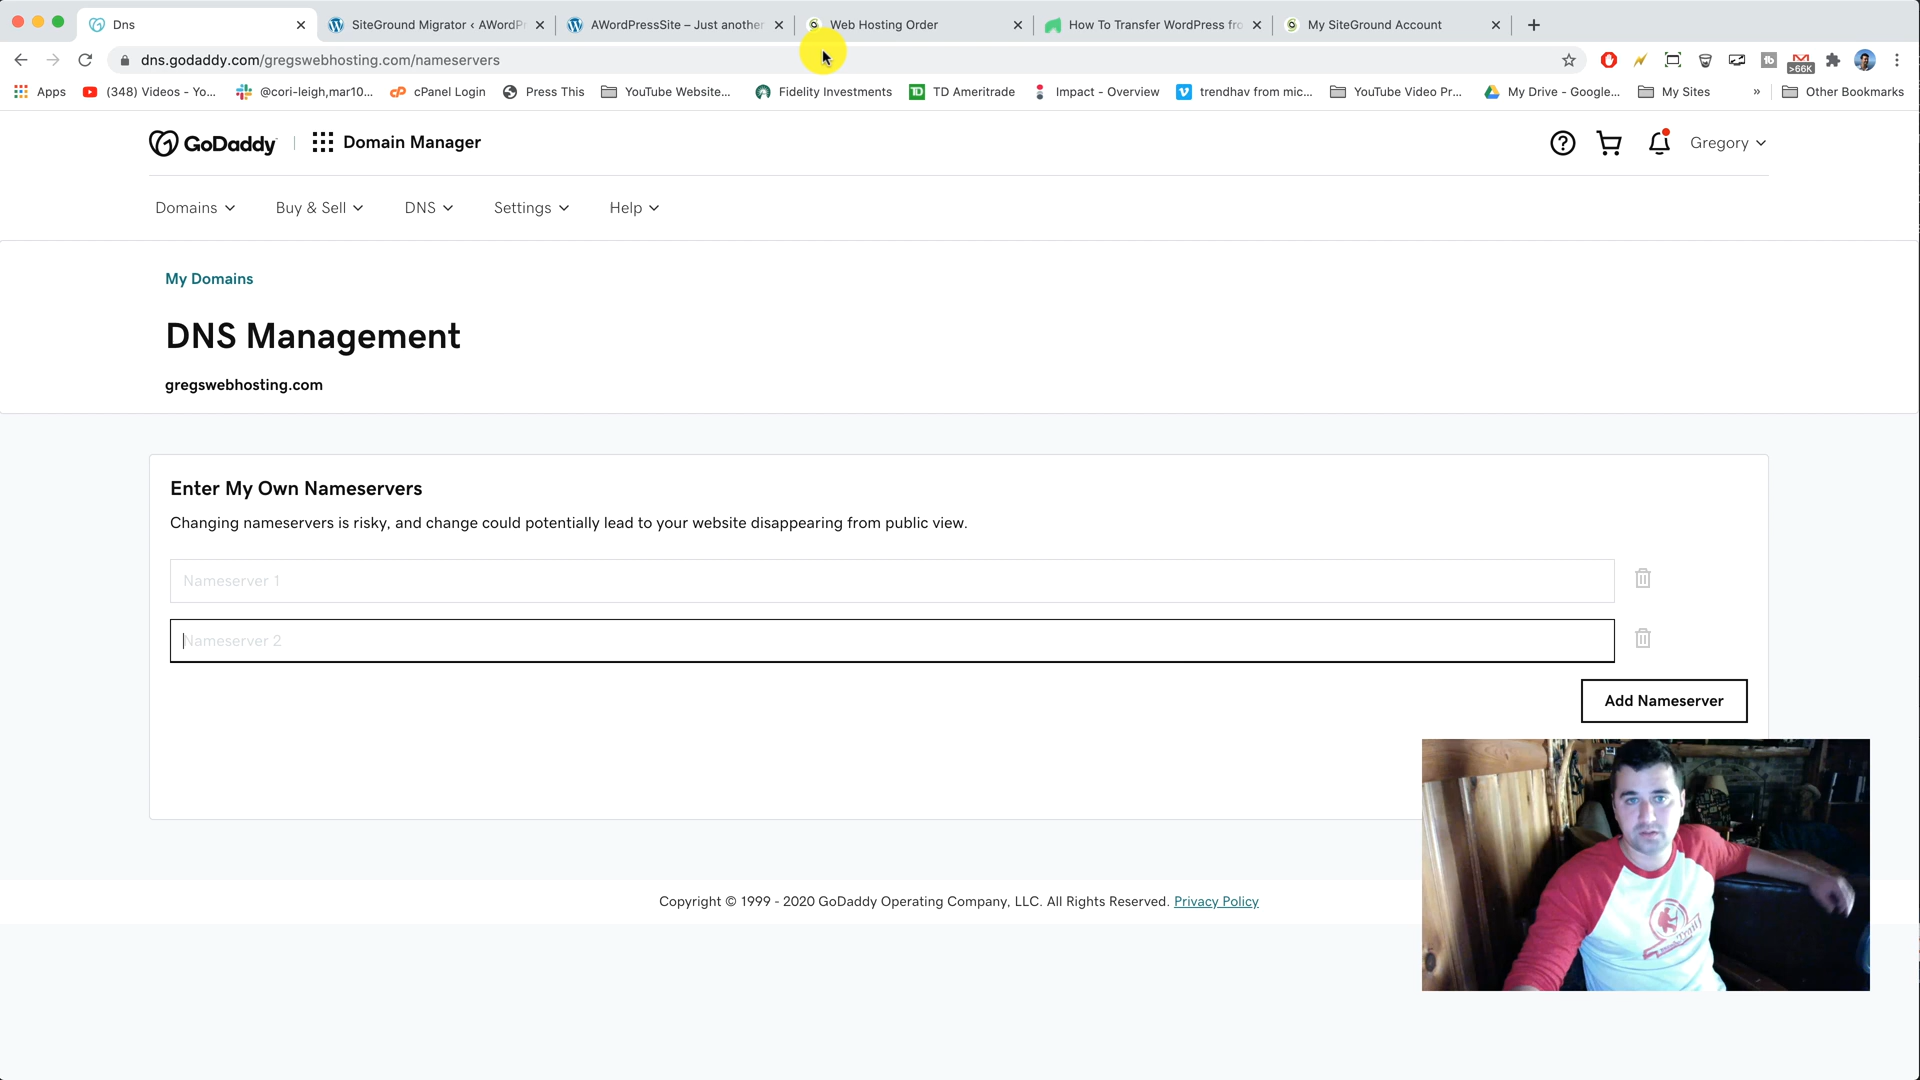 Dns
SiteGround Migrator ‹ AWordP
AWordPressSite – Just another
Web Hosting Order
How To Transfer WordPress fro
My SiteGround Account
dns.godaddy.com/gregswebhosting.com/nameservers
>66K
Apps
(348) Videos - Yo...
@cori-leigh,mar10...
cPanel Login
Press This
YouTube Website...
Fidelity Investments
TD Ameritrade
Impact - Overview
trendhav from mic...
YouTube Video Pr...
My Drive - Google...
My Sites
»
Other Bookmarks
GoDaddy
Domain Manager
Gregory
Domains
Buy & Sell
DNS
Settings
Help
My Domains
DNS Management
gregswebhosting.com
Enter My Own Nameservers
Changing nameservers is risky, and change could potentially lead to your website disappearing from public view.
Nameserver 1
Nameserver 2
Add Nameserver
Copyright © 1999 - 2020 GoDaddy Operating Company, LLC. All Rights Reserved. Privacy Policy